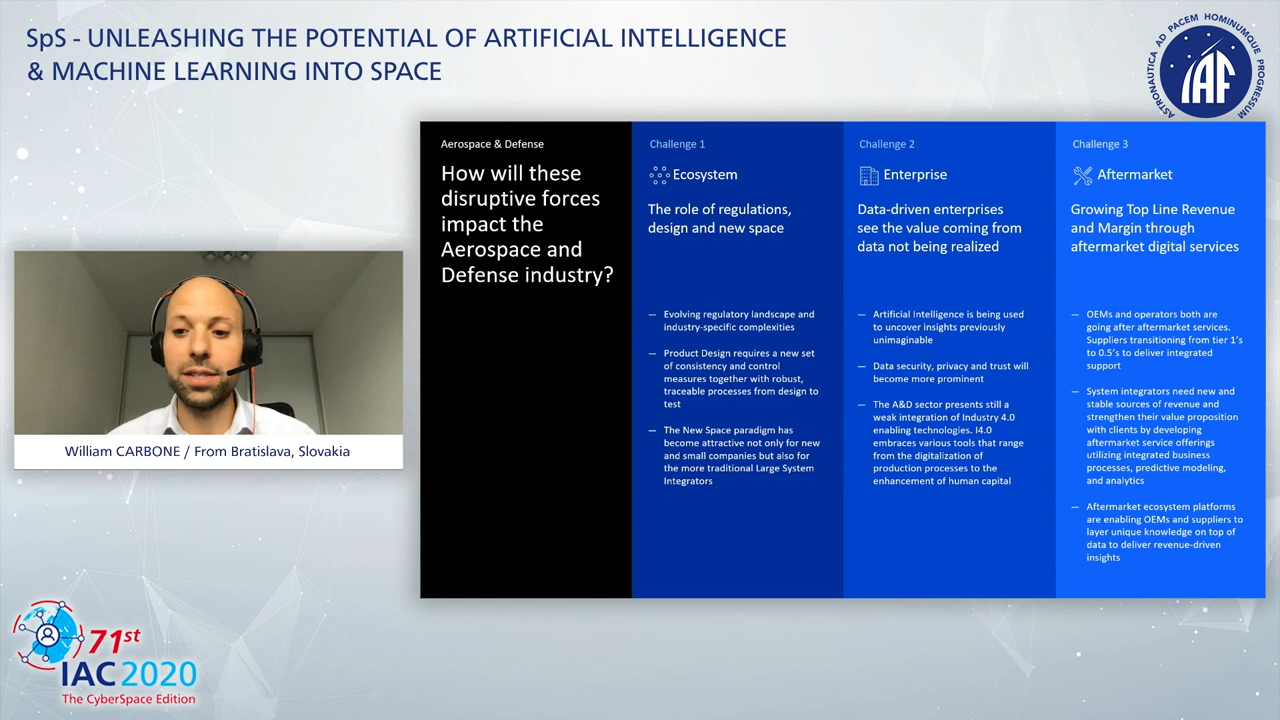 SpS - UNLEASHING THE POTENTIAL OF ARTIFICIAL INTELLIGENCE
& MACHINE LEARNING INTO SPACE
ASTRONAUTICA AD PACEM HOMINUMQUE PROGRESSUM
IAF
Aerospace & Defense
How will these
disruptive forces
impact the
Aerospace and
Defense industry?
Challenge 1
Ecosystem
The role of regulations,
design and new space
— Evolving regulatory landscape and
industry-specific complexities
— Product Design requires a new set
of consistency and control
measures together with robust,
traceable processes from design to
test
— The New Space paradigm has
become attractive not only for new
and small companies but also for
the more traditional Large System
Integrators
Challenge 2
Enterprise
Data-driven enterprises
see the value coming from
data not being realized
— Artificial Intelligence is being used
to uncover insights previously
unimaginable
— Data security, privacy and trust will
become more prominent
— The A&D sector presents still a
weak integration of Industry 4.0
enabling technologies. I4.0
embraces various tools that range
from the digitalization of
production processes to the
enhancement of human capital
Challenge 3
Aftermarket
Growing Top Line Revenue
and Margin through
aftermarket digital services
— OEMs and operators both are
going after aftermarket services.
Suppliers transitioning from tier 1's
to 0.5's to deliver integrated
support
— System integrators need new and
stable sources of revenue and
strengthen their value proposition
with clients by developing
aftermarket service offerings
utilizing integrated business
processes, predictive modeling,
and analytics
— Aftermarket ecosystem platforms
are enabling OEMs and suppliers to
layer unique knowledge on top of
data to deliver revenue-driven
insights
William CARBONE / From Bratislava, Slovakia
71st
IAC 2020
The CyberSpace Edition